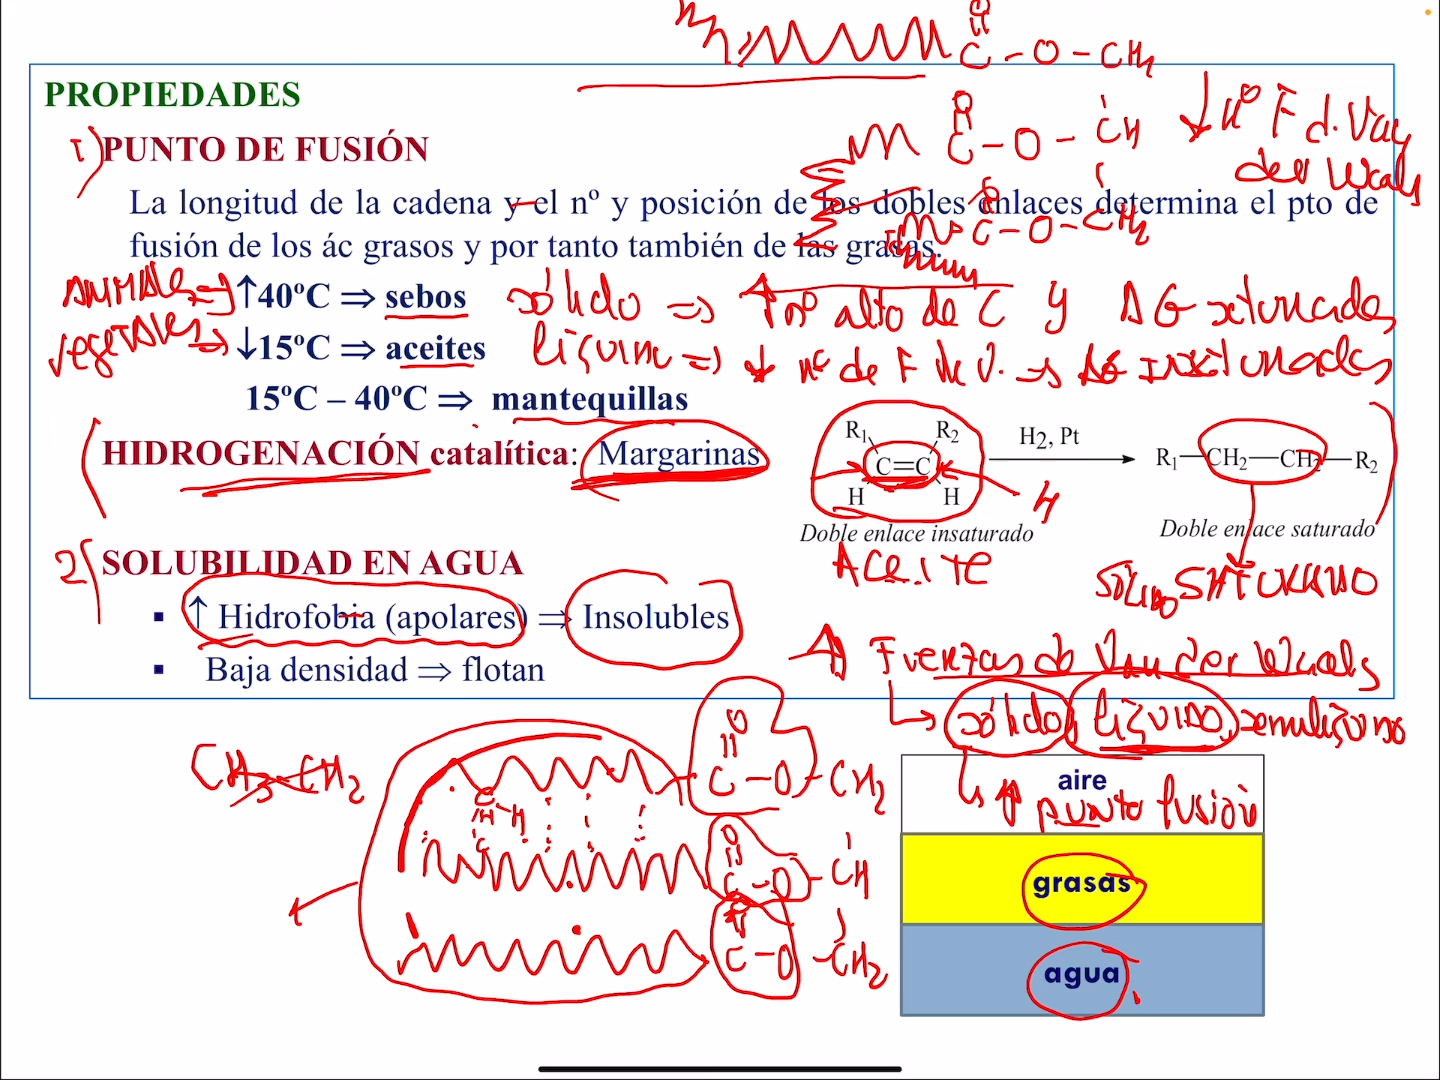 O
C-O-CH2
PROPIEDADES
O
C-O-CH
↓ nº F d. Van
der Waals
1) PUNTO DE FUSIÓN
La longitud de la cadena y el nº y posición de los dobles enlaces determina el pto de
fusión de los ác grasos y por tanto también de las grasas.
C-O-CH2
ANIMALES ⇒ ↑40ºC ⇒ sebos sólido ⇒ ↑ nº alto de C y AG saturados
VEGETALES ⇒ ↓15ºC ⇒ aceites líquido ⇒ ↓ nº de F de V. ⇒ AG INSATURADOS
15ºC – 40ºC ⇒ mantequillas
HIDROGENACIÓN catalítica: Margarinas
R1 R2
C=C
H H
H2, Pt
R1—CH2—CH2—R2
H
Doble enlace insaturado
Doble enlace saturado
ACEITE
SÓLIDO SATURADO
2) SOLUBILIDAD EN AGUA
▪ ↑ Hidrofobia (apolares) ⇒ Insolubles
▪ Baja densidad ⇒ flotan
↑ Fuerzas de Van der Waals
↳ sólido, líquido, semilíquido
CH3-CH2
O
C-O-CH2
C
H H
C
O
C-O-CH
O
C-O-CH2
aire
↳ ↑ punto fusión
grasas
agua